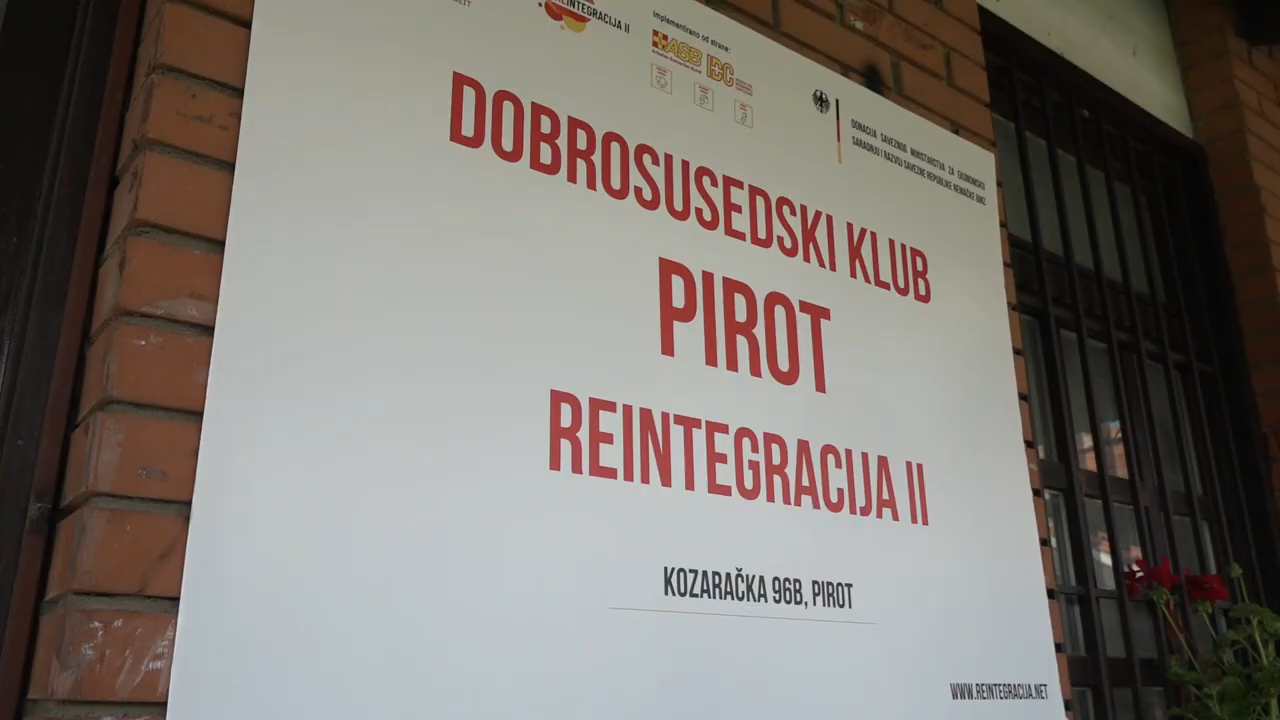 REINTEGRACIJA II
Implementirano od strane:
ASB IDC
DONACIJA SAVEZNOG MINISTARSTVA ZA EKONOMSKU
SARADNJU I RAZVOJ SAVEZNE REPUBLIKE NEMAČKE BMZ
DOBROSUSEDSKI KLUB
PIROT
REINTEGRACIJA II
KOZARAČKA 96B, PIROT
WWW.REINTEGRACIJA.NET